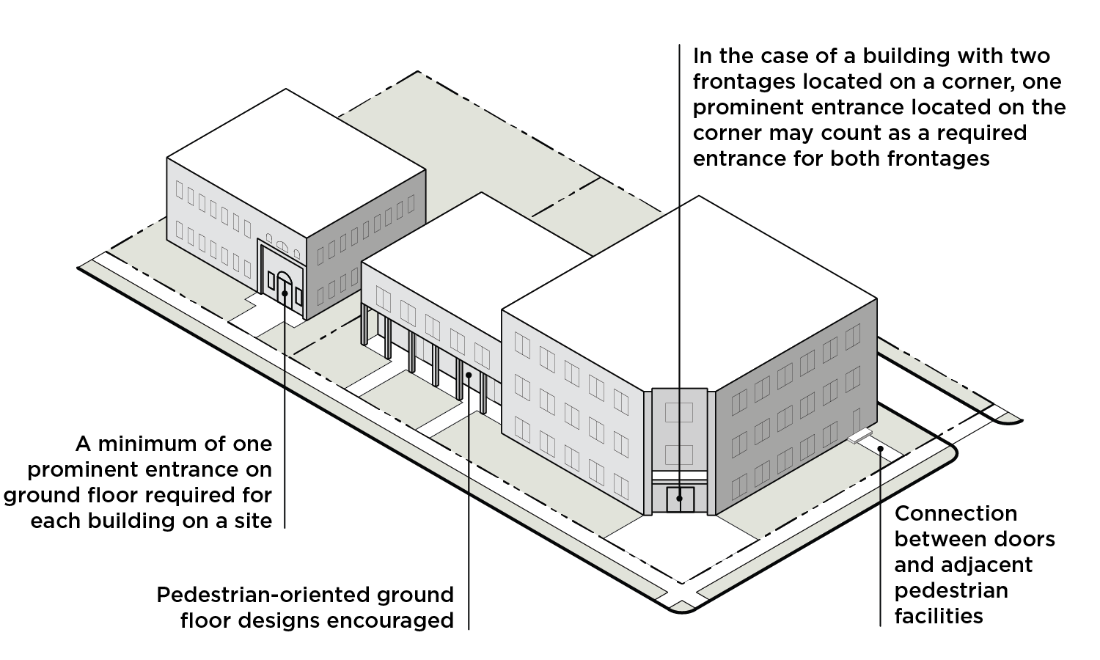 In the case of a building with two
frontages located on a corner, one
prominent entrance located on the
corner may count as a required
entrance for both frontages
A minimum of one
prominent entrance on
ground floor required for
each building on a site
Pedestrian-oriented ground
floor designs encouraged
Connection
between doors
and adjacent
pedestrian
facilities